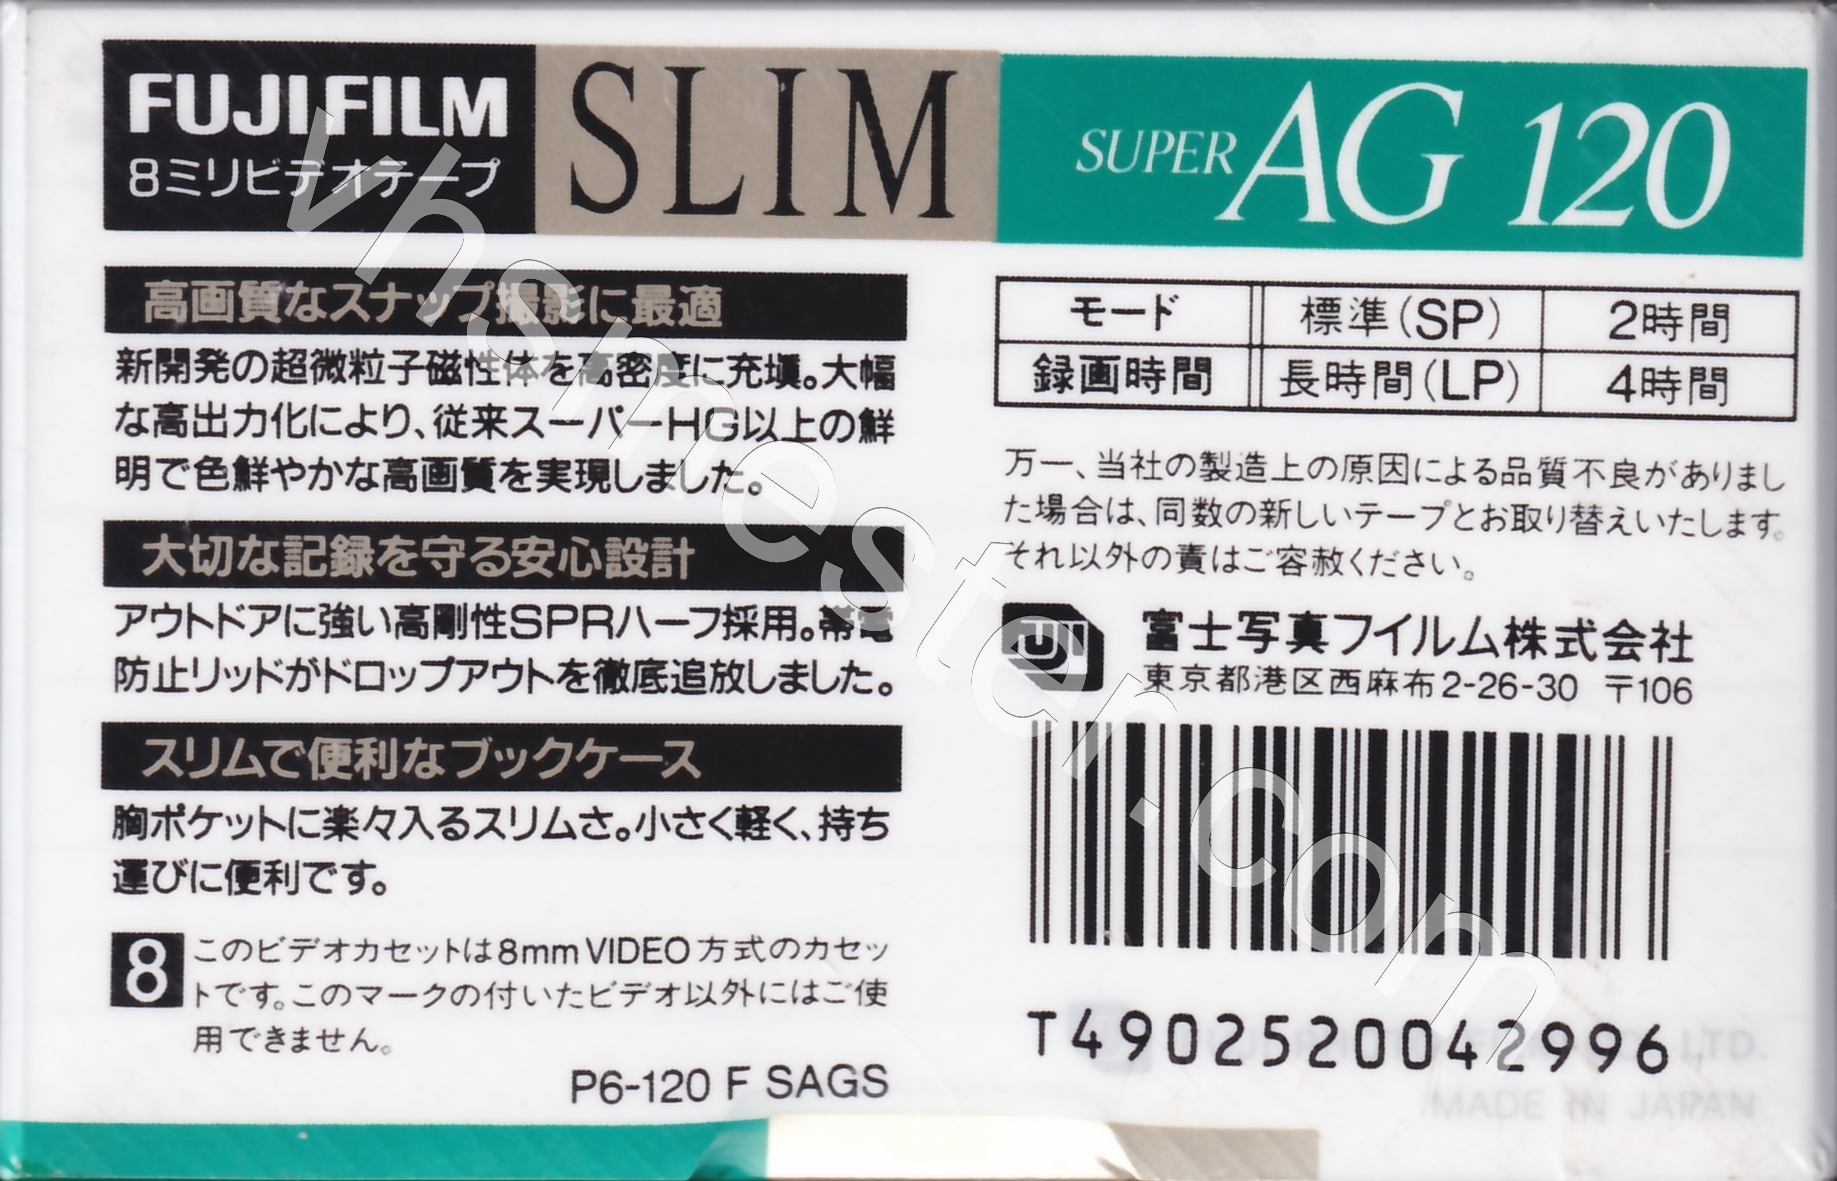 FUJI FILM
8ミリビデオテープ
SLIM
SUPER AG 120
高画質なスナップ撮影に最適
新開発の超微粒子磁性体を高密度に充塡。大幅
な高出力化により、従来スーパーHG以上の鮮
明で色鮮やかな高画質を実現しました。
大切な記録を守る安心設計
アウトドアに強い高剛性SPRハーフ採用。帯電
防止リッドがドロップアウトを徹底追放しました。
スリムで便利なブックケース
胸ポケットに楽々入るスリムさ。小さく軽く、持ち
運びに便利です。
8
このビデオカセットは8mm VIDEO方式のカセッ
トです。このマークの付いたビデオ以外にはご使
用できません。
P6-120 F SAGS
モード 標準(SP) 2時間
録画時間 長時間(LP) 4時間
万一、当社の製造上の原因による品質不良がありまし
た場合は、同数の新しいテープとお取り替えいたします。
それ以外の責はご容赦ください。
FUJI
富士写真フイルム株式会社
東京都港区西麻布2-26-30 〒106
T4902520042996
FUJI PHOTO FILM CO., LTD.
MADE IN JAPAN
vhsmester.com